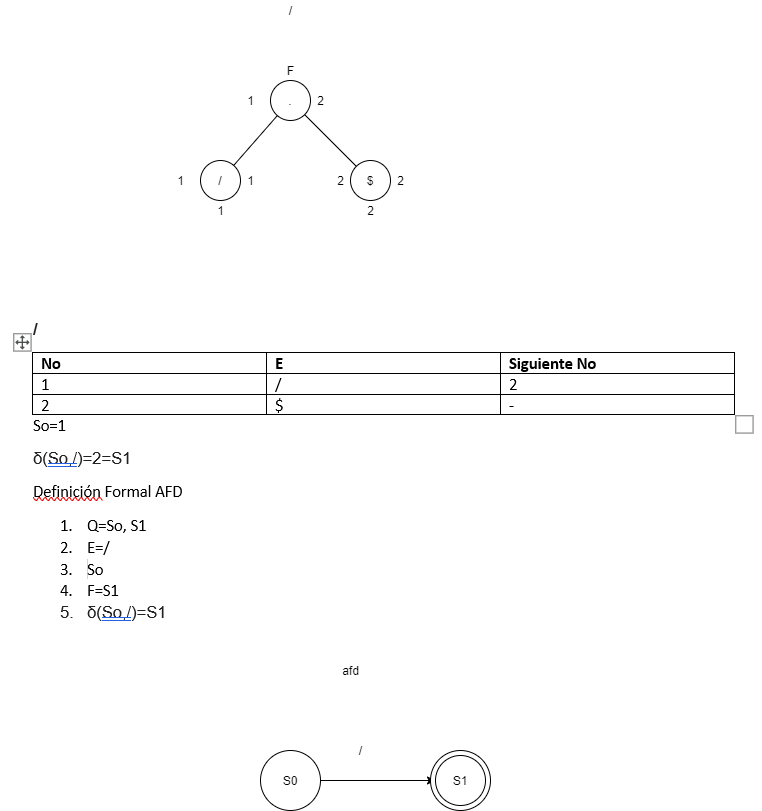 /
F
1 . 2
1 / 1 2 $ 2
1 2
/
No E Siguiente No
1 / 2
2 $ -
So=1
δ(So,/)=2=S1
Definición Formal AFD
1. Q=So, S1
2. E=/
3. So
4. F=S1
5. δ(So,/)=S1
afd
/
S0 S1